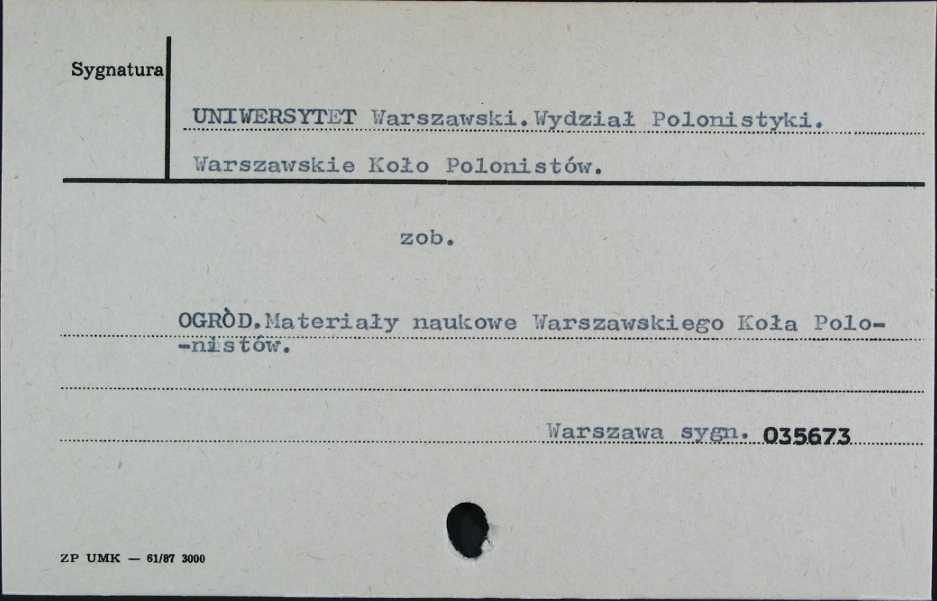 Sygnatura
UNIWERSYTET Warszawski. Wydział Polonistyki.
Warszawskie Koło Polonistów.
zob.
OGRÒD. Materiały naukowe Warszawskiego Koła Polo-
-nistów.
Warszawa sygn. 035673
ZP UMK — 61/87 3000